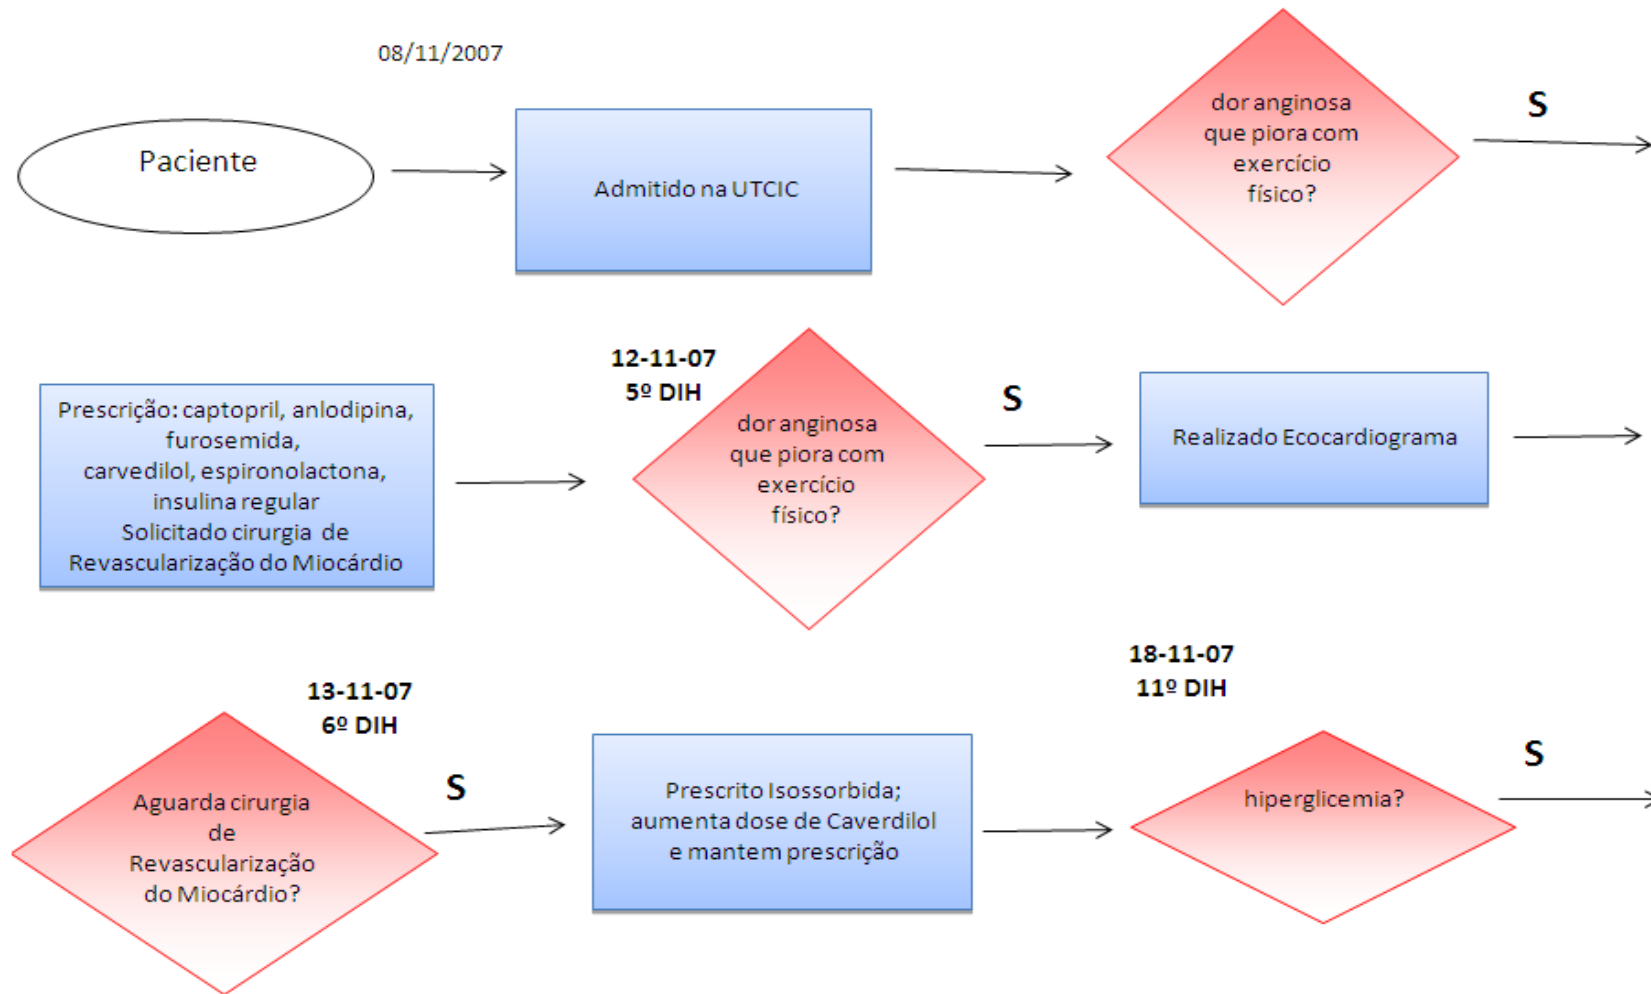 08/11/2007
Paciente
Admitido na UTCIC
dor anginosa
que piora com
exercício
físico?
S
Prescrição: captopril, anlodipina,
furosemida,
carvedilol, espironolactona,
insulina regular
Solicitado cirurgia de
Revascularização do Miocárdio
12-11-07
5º DIH
dor anginosa
que piora com
exercício
físico?
S
Realizado Ecocardiograma
13-11-07
6º DIH
Aguarda cirurgia
de
Revascularização
do Miocárdio?
S
Prescrito Isossorbida;
aumenta dose de Caverdilol
e mantem prescrição
18-11-07
11º DIH
hiperglicemia?
S